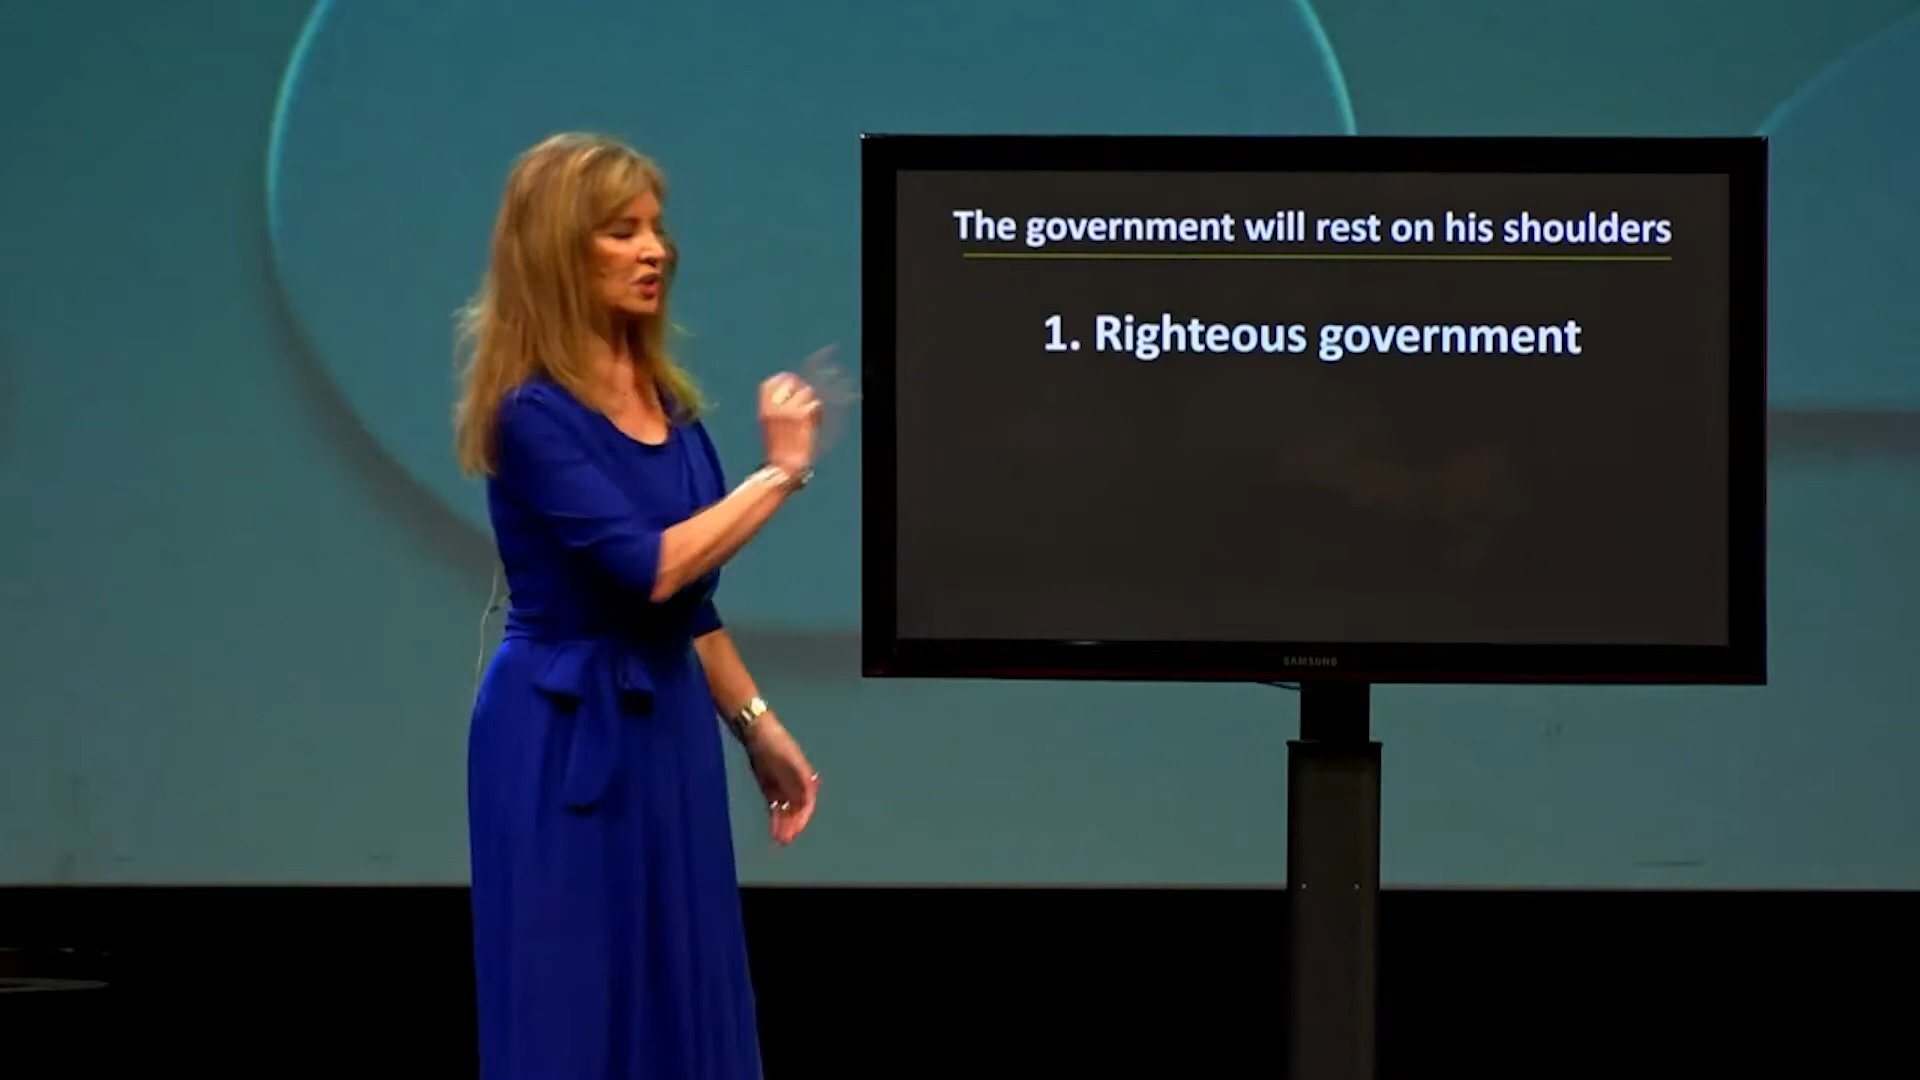 The government will rest on his shoulders
1. Righteous government
SAMSUNG